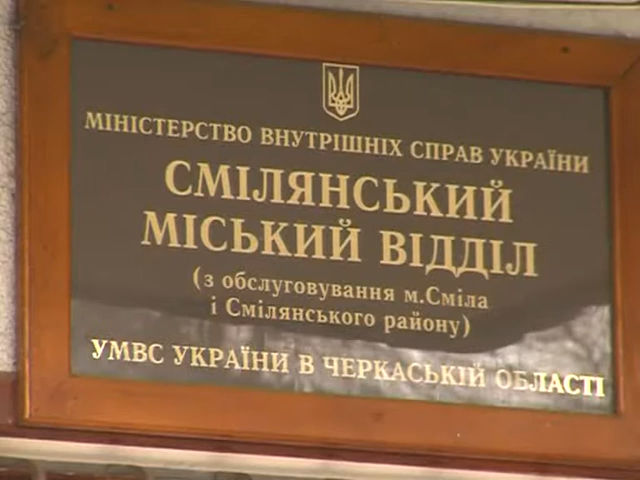 МІНІСТЕРСТВО ВНУТРІШНІХ СПРАВ УКРАЇНИ
СМІЛЯНСЬКИЙ
МІСЬКИЙ ВІДДІЛ
(з обслуговування м.Сміла
і Смілянського району)
УМВС УКРАЇНИ В ЧЕРКАСЬКІЙ ОБЛАСТІ